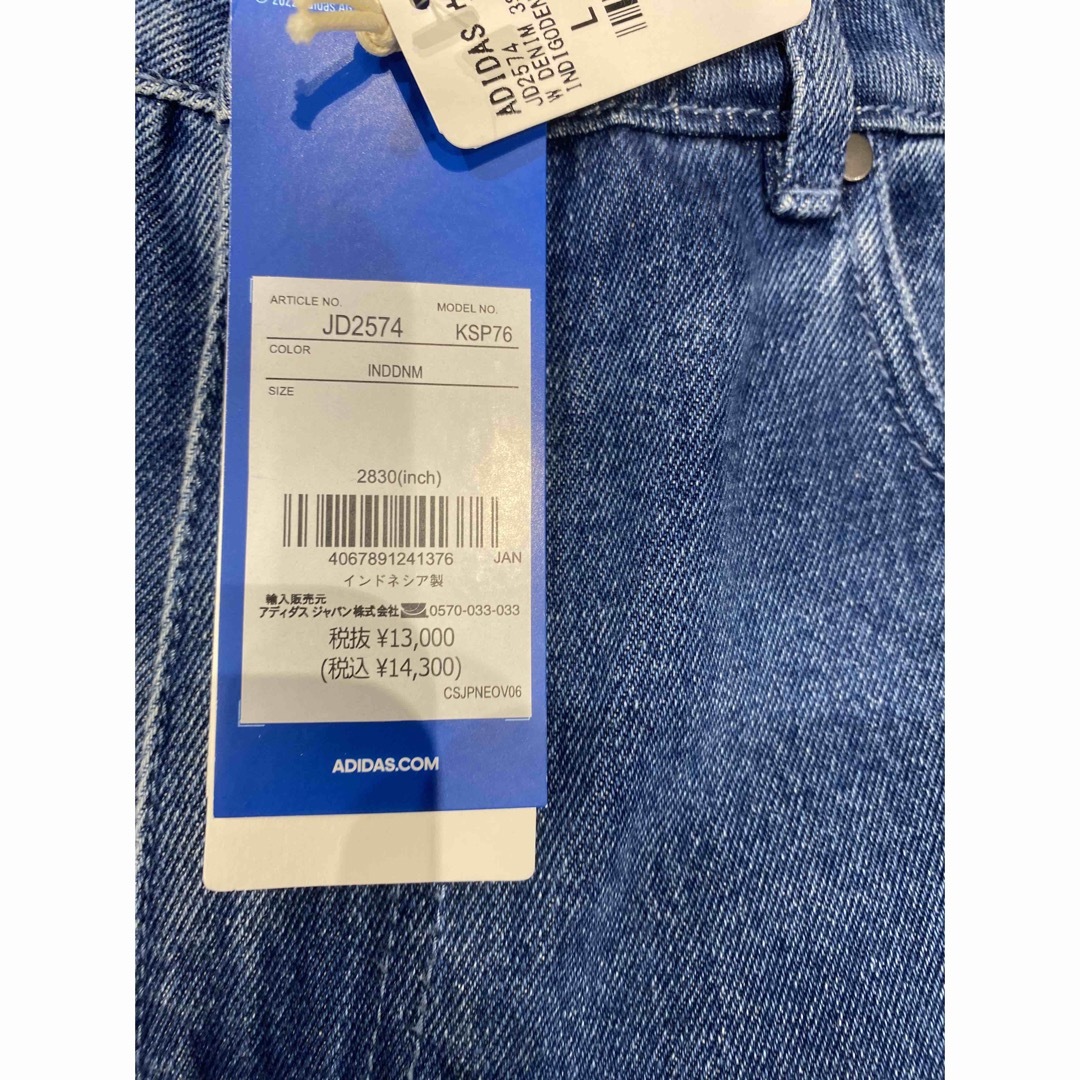 ADIDAS H
JD2574
W DENIM
INDIGODEN
L
ARTICLE NO.
MODEL NO.
JD2574
KSP76
COLOR
INDDNM
SIZE
2830(inch)
4067891241376 JAN
インドネシア製
輸入販売元
アディダス ジャパン株式会社 0570-033-033
税抜 ¥13,000
(税込 ¥14,300)
CSJPNEOV06
ADIDAS.COM